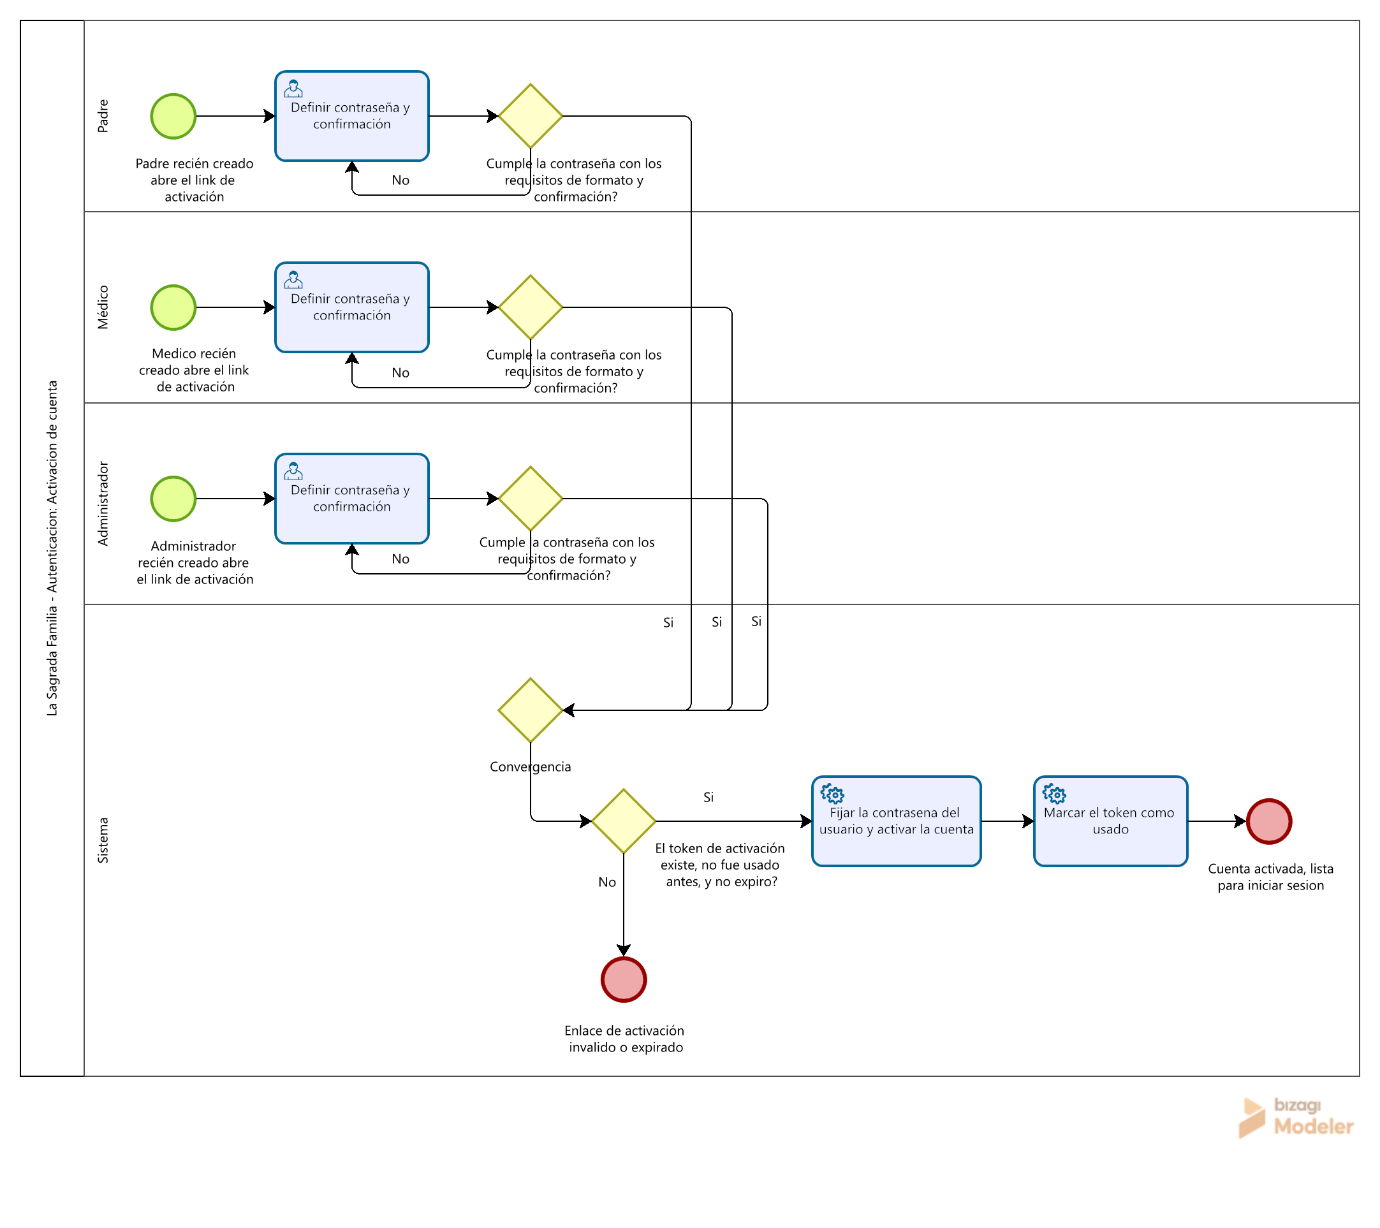 La Sagrada Familia - Autenticacion: Activacion de cuenta
Padre
Definir contraseña y
confirmación
Padre recién creado
abre el link de
activación
No
Cumple la contraseña con los
requisitos de formato y
confirmación?
Médico
Definir contraseña y
confirmación
Medico recién
creado abre el link
de activación
No
Cumple la contraseña con los
requisitos de formato y
confirmación?
Administrador
Definir contraseña y
confirmación
Administrador
recién creado abre
el link de activación
No
Cumple la contraseña con los
requisitos de formato y
confirmación?
Sistema
Si
Si
Si
Convergencia
Si
El token de activación
existe, no fue usado
antes, y no expiro?
No
Fijar la contrasena del
usuario y activar la cuenta
Marcar el token como
usado
Cuenta activada, lista
para iniciar sesion
Enlace de activación
invalido o expirado
bizagi
Modeler